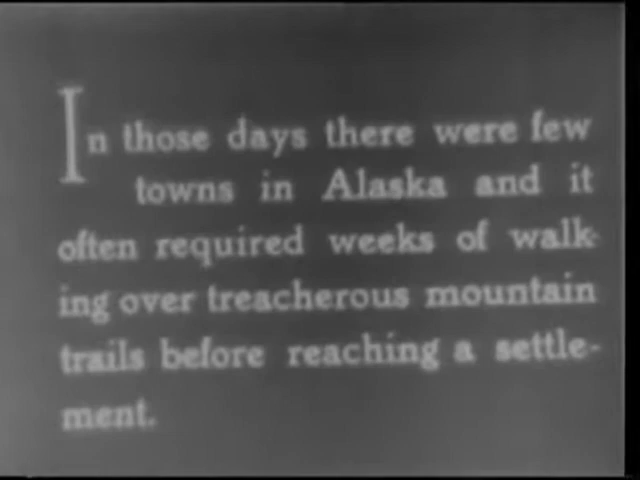 In those days there were few
towns in Alaska and it
often required weeks of walk-
ing over treacherous mountain
trails before reaching a settle-
ment.